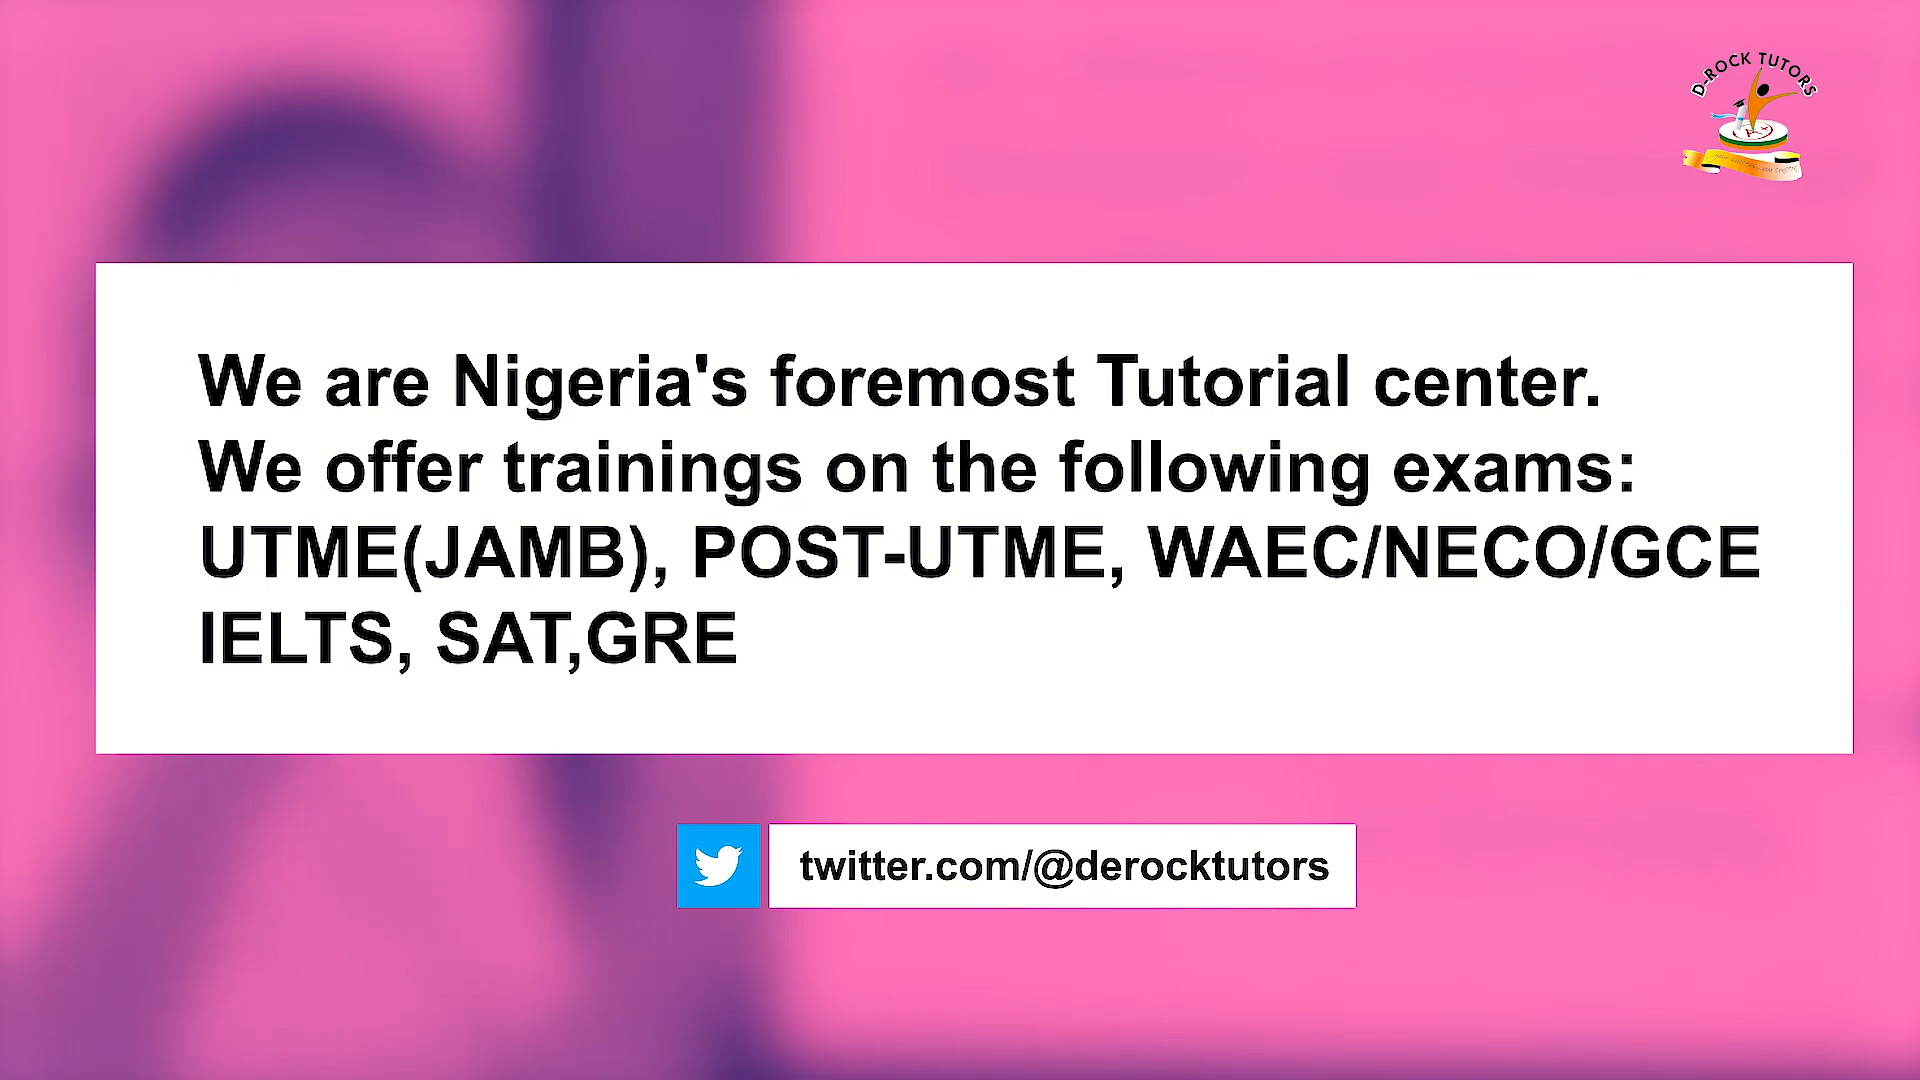 D-ROCK TUTORS
A+
We are Nigeria's foremost Tutorial center.
We offer trainings on the following exams:
UTME(JAMB), POST-UTME, WAEC/NECO/GCE
IELTS, SAT,GRE
twitter.com/@derocktutors